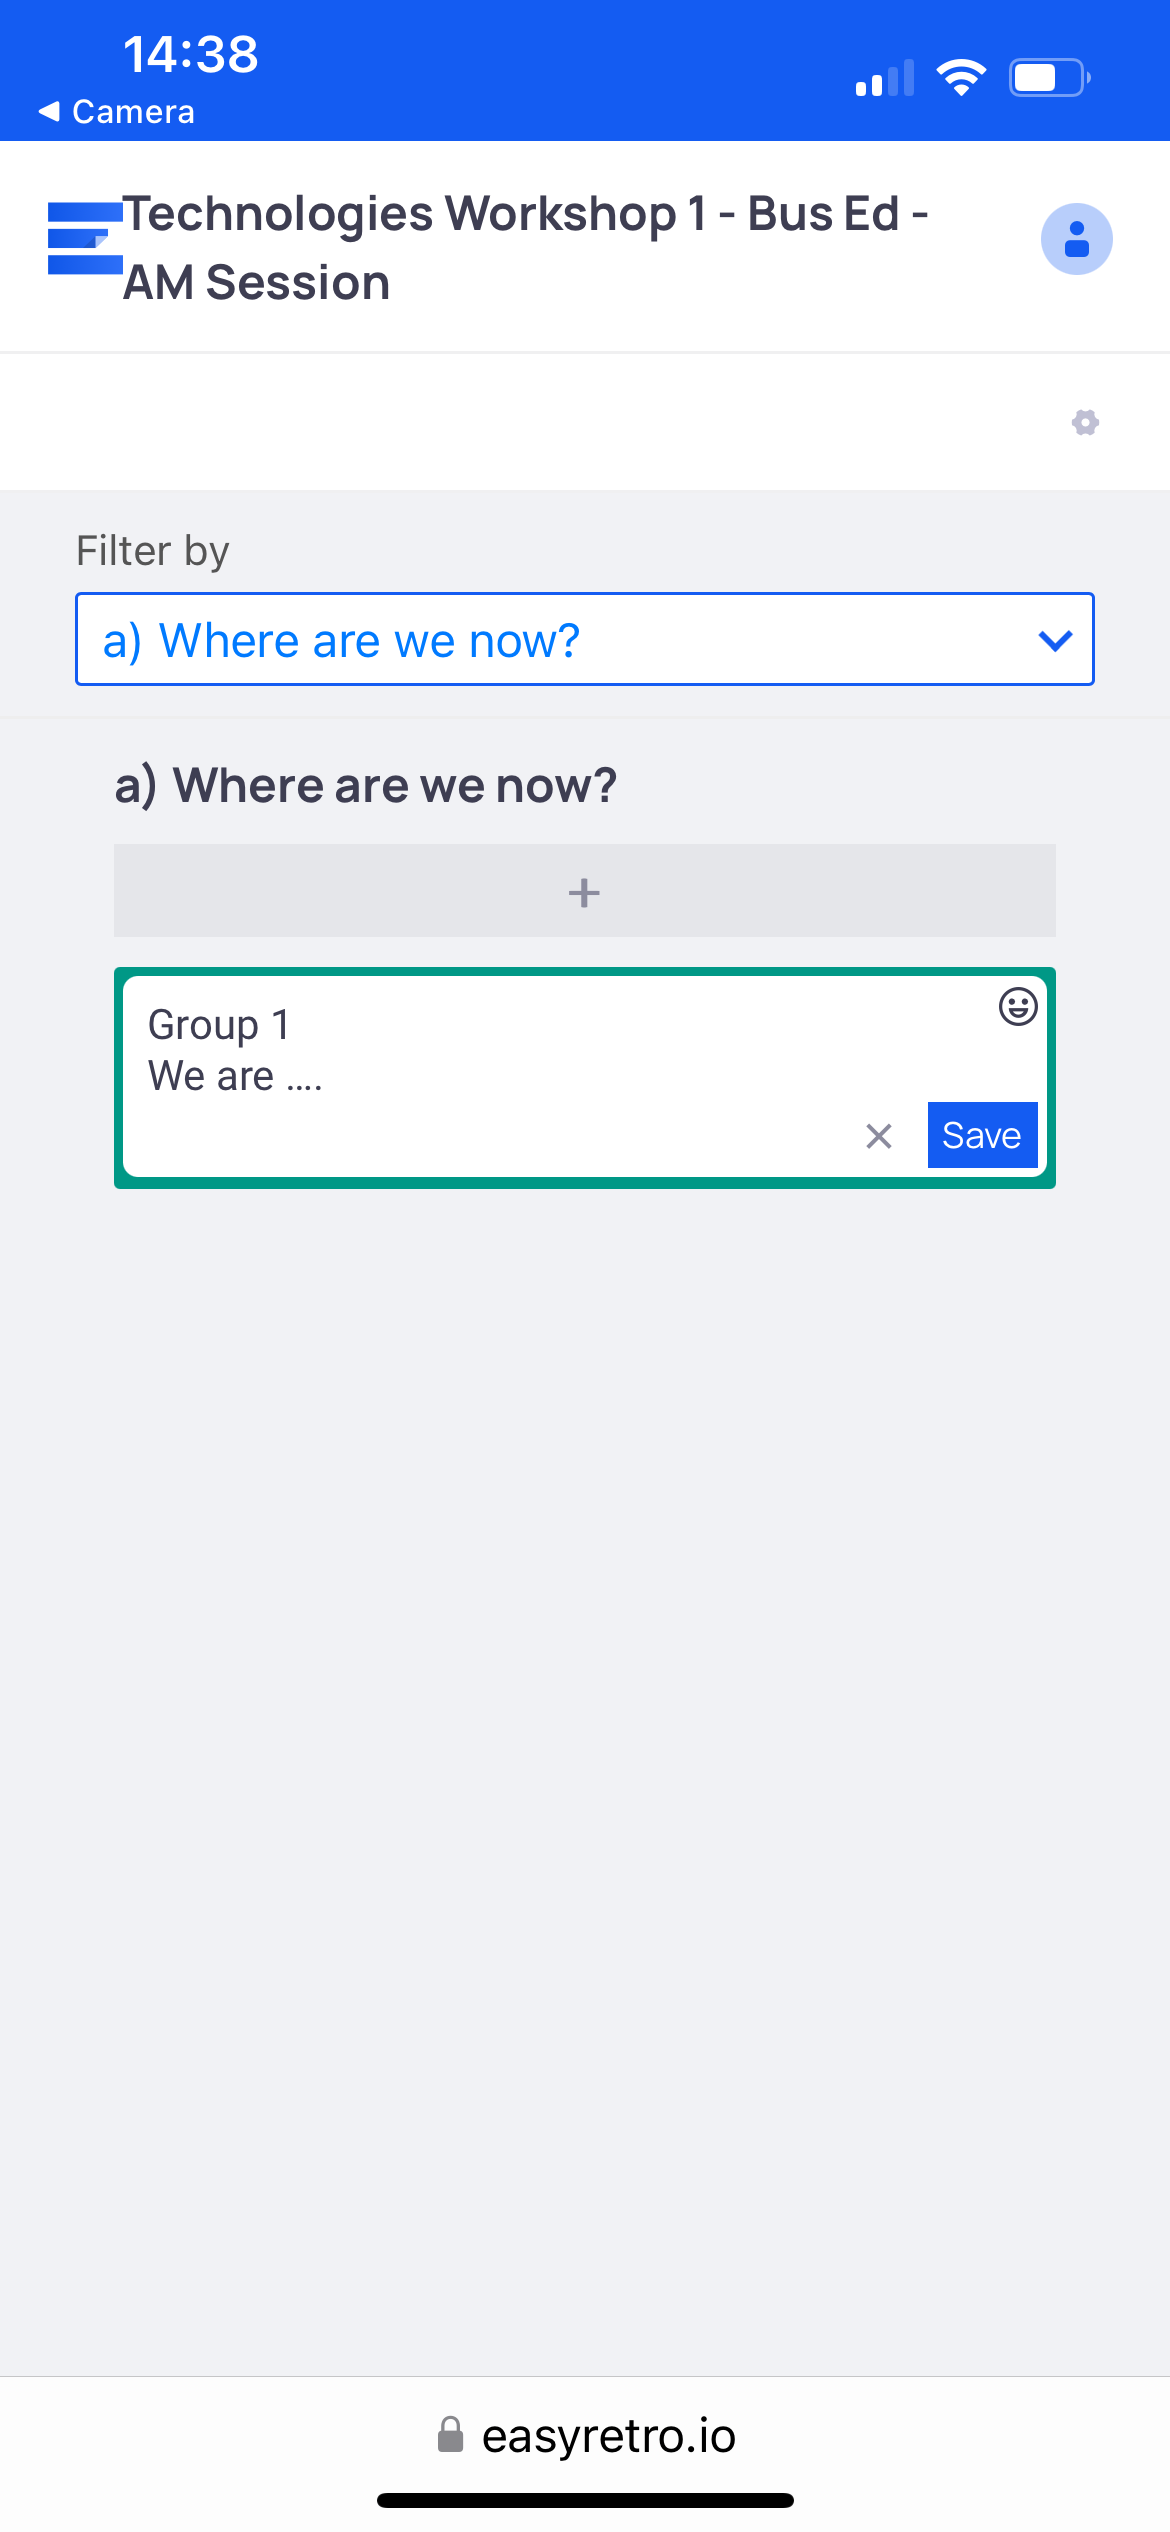 14:38
Camera
Technologies Workshop 1 - Bus Ed -
AM Session
Filter by
a) Where are we now?
a) Where are we now?
+
Group 1
We are ....
Save
easyretro.io